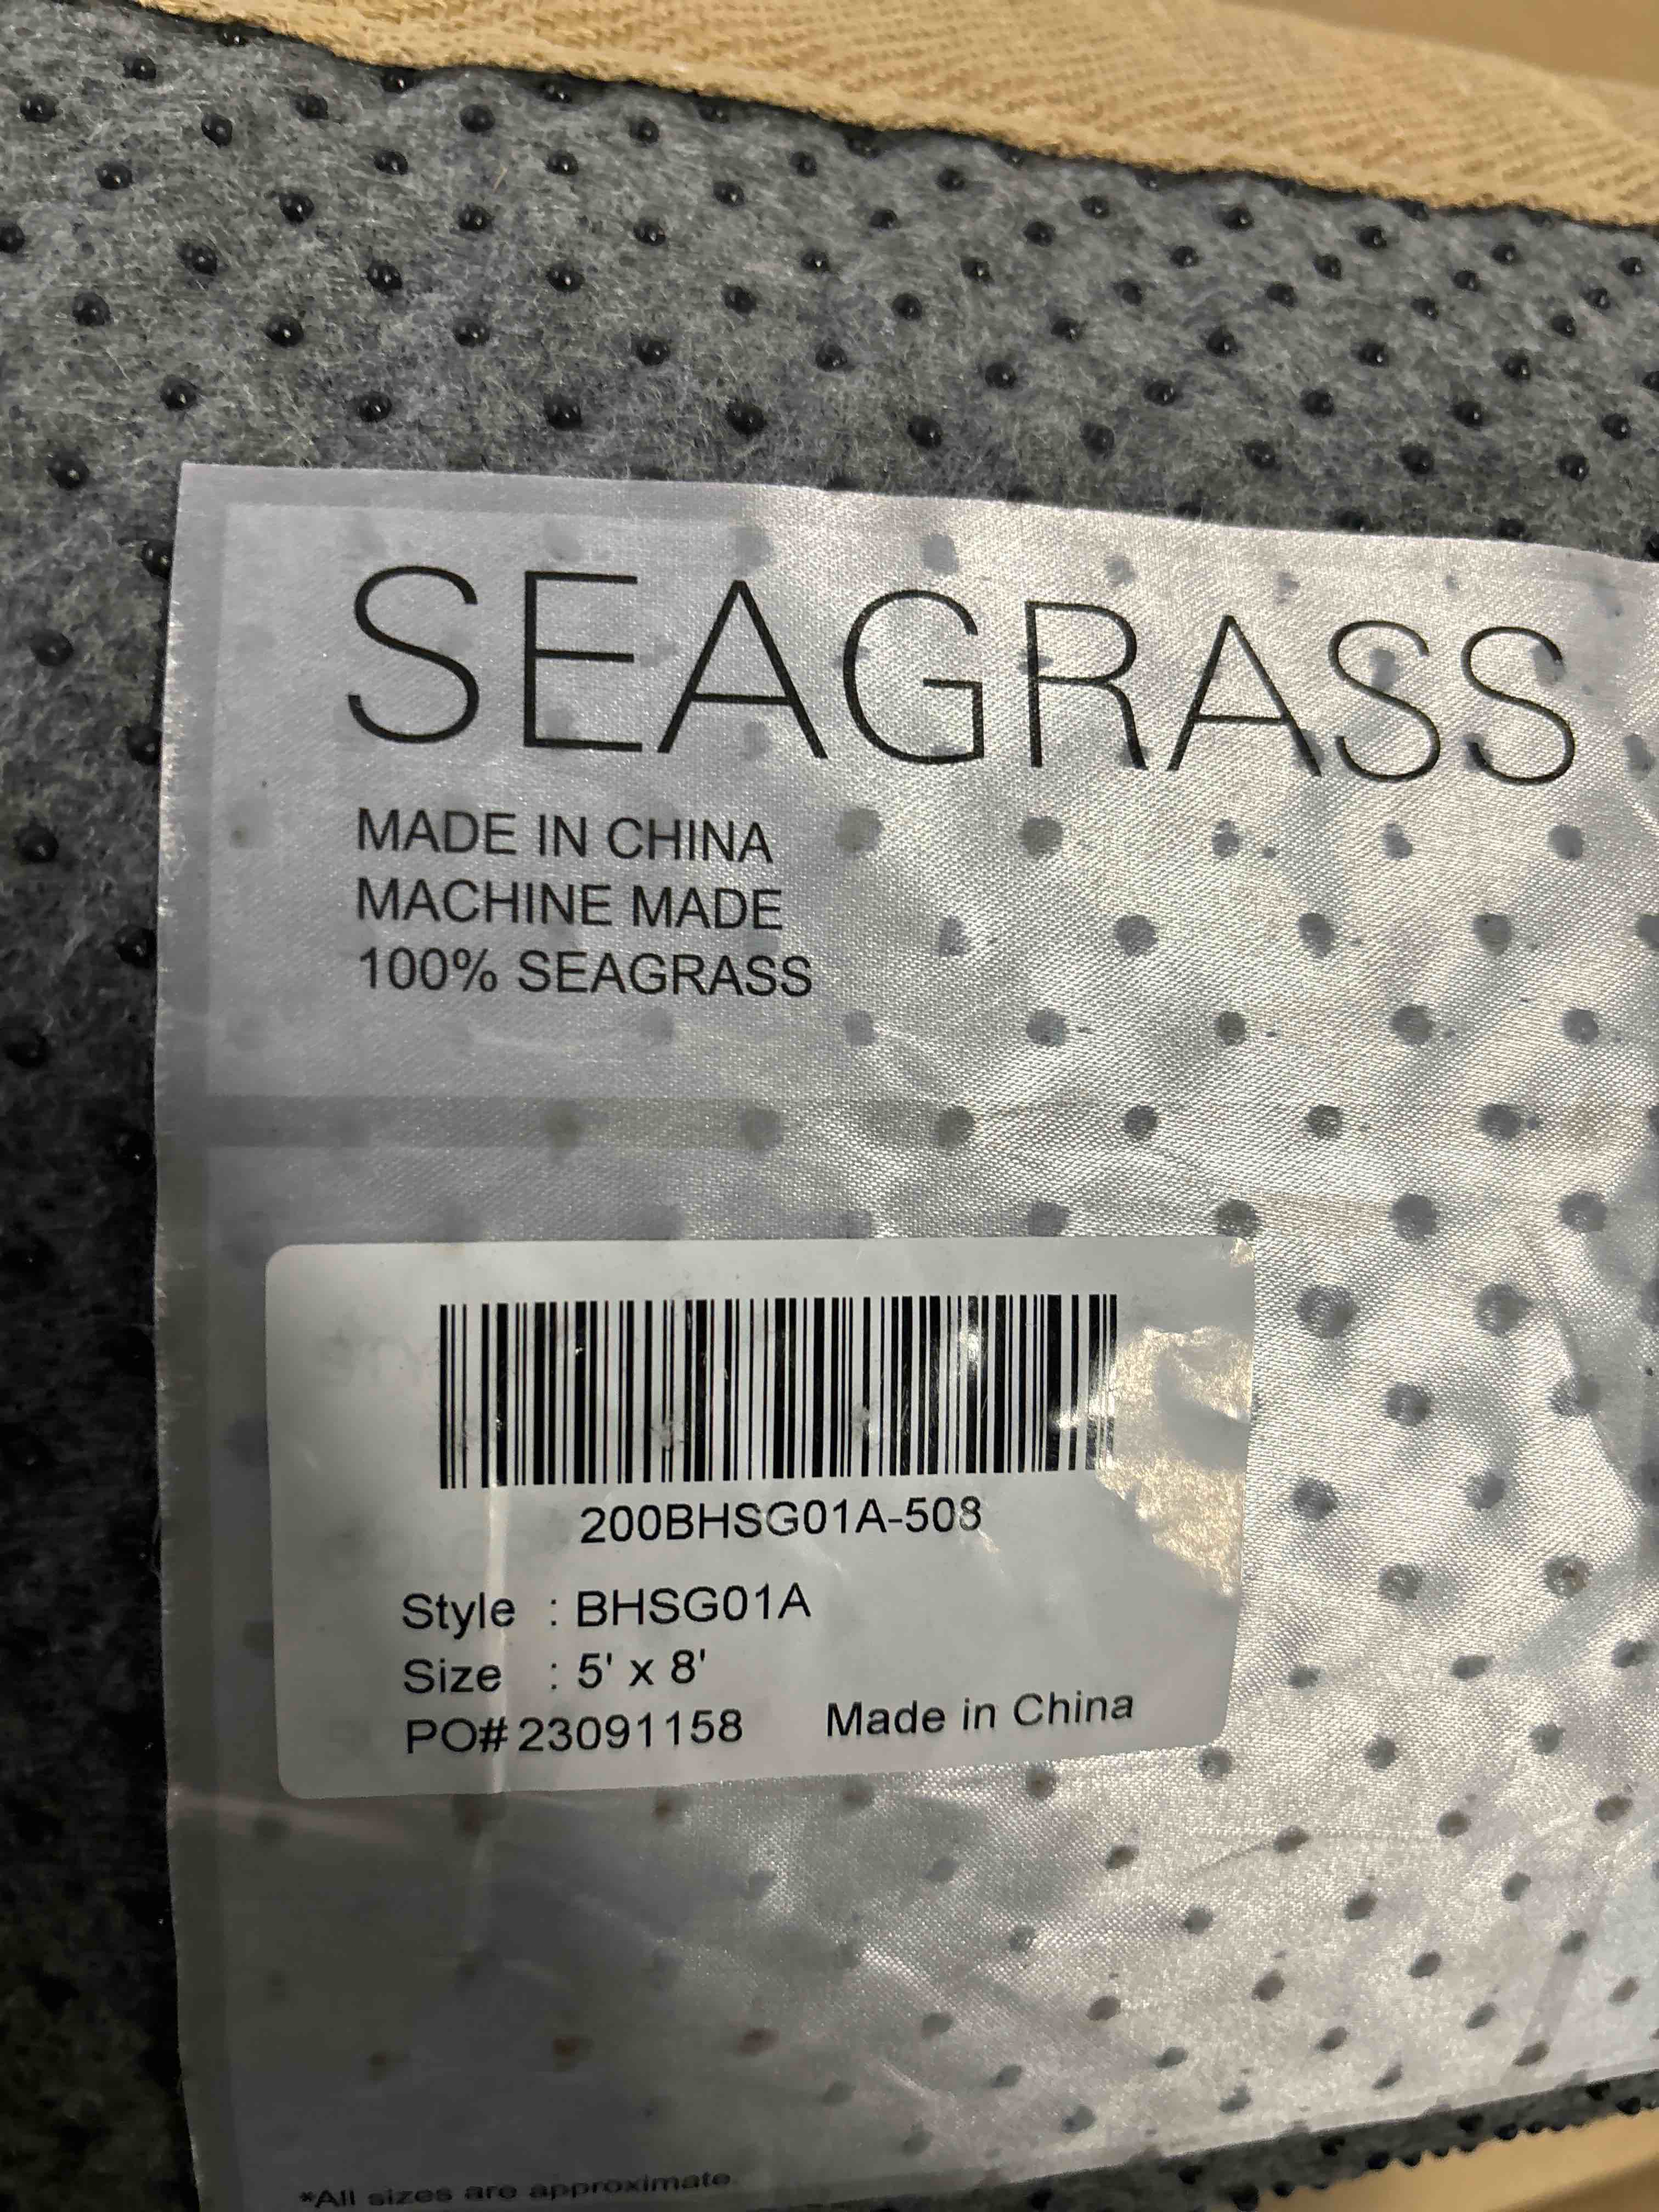 SEAGRASS
MADE IN CHINA
MACHINE MADE
100% SEAGRASS
200BHSG01A-508
Style : BHSG01A
Size : 5' x 8'
PO# 23091158 Made in China
*All sizes are approximate.